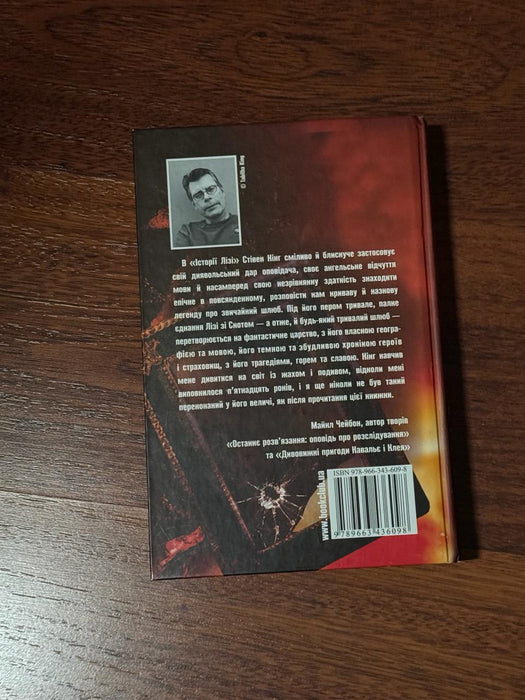 © Tabitha King
В «Історії Лізі» Стівен Кінг сміливо й блискуче застосовує
свій диявольський дар оповідача, своє ангельське відчуття
мови й насамперед свою незрівнянну здатність знаходити
епічне в повсякденному, розповісти нам криваву й казкову
легенду про звичайний шлюб. Під його пером тривале, палке
єднання Лізі зі Скотом — а отже, й будь-який тривалий шлюб —
перетворюється на фантастичне царство, з його власною геогра-
фією та мовою, його темною та збудливою хронікою героїв
і страховищ, з його трагедіями, горем та славою. Кінг навчив
мене дивитися на світ із жахом і подивом, відколи мені
виповнилося п'ятнадцять років, і я ще ніколи не був такий
переконаний у його величі, як після прочитання цієї книжки.
Майкл Чейбон, автор творів
«Останнє розв'язання: оповідь про розслідування»
та «Дивовижні пригоди Кавальє і Клея»
www.bookclub.ua
ISBN 978-966-343-609-8
9789663436098